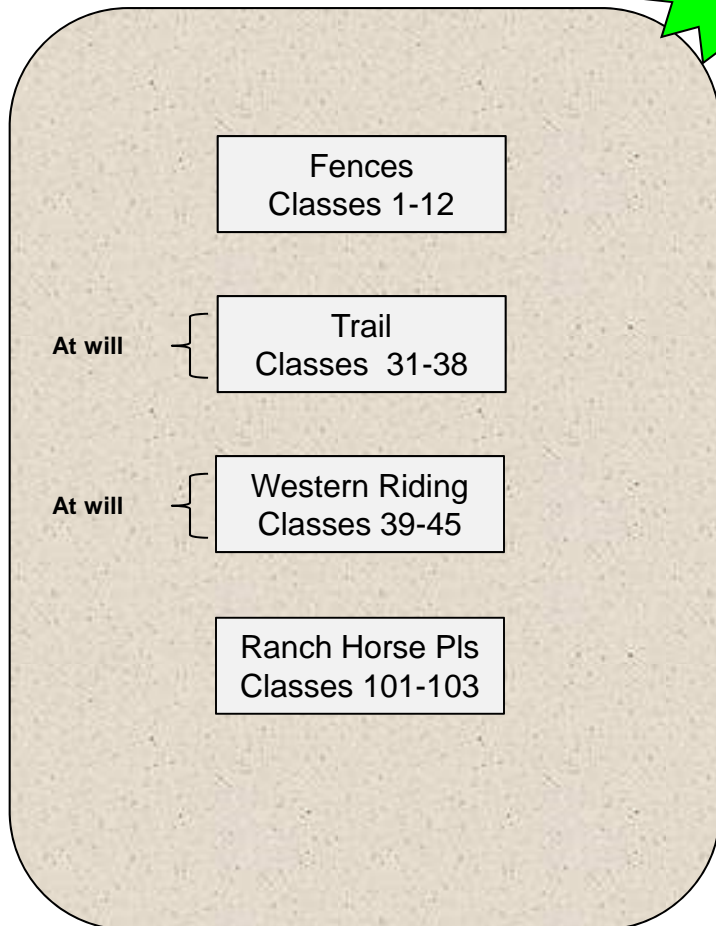 Fences
Classes 1-12
At will
Trail
Classes 31-38
At will
Western Riding
Classes 39-45
Ranch Horse Pls
Classes 101-103